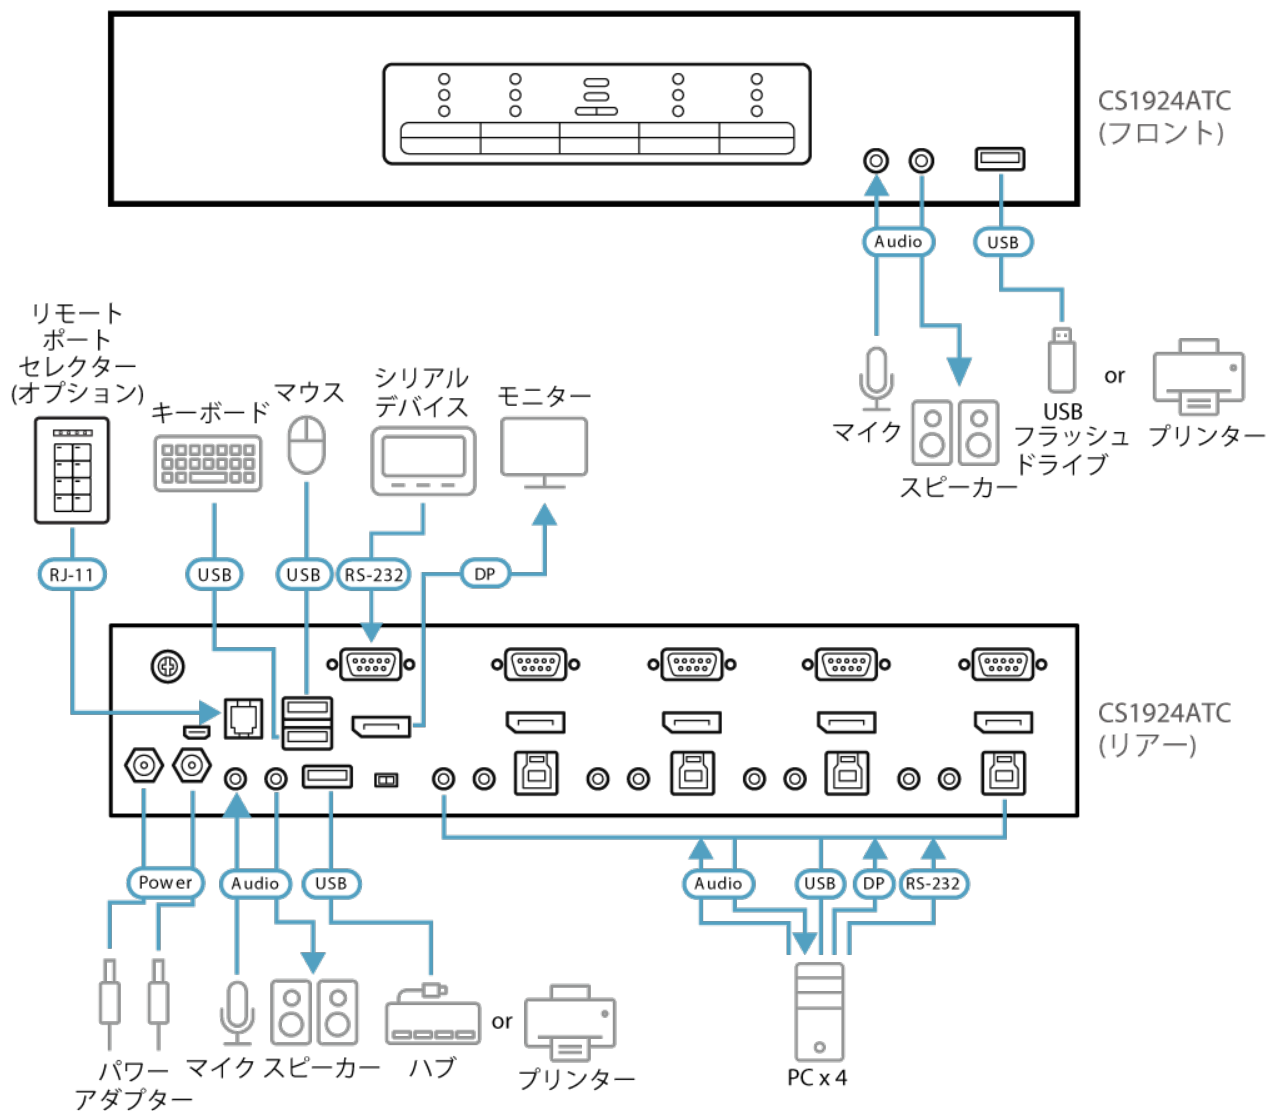 CS1924ATC
(フロント)
Audio
USB
マイク
スピーカー
USB
フラッシュ
ドライブ
or
プリンター
リモート
ポート
セレクター
(オプション)
キーボード
マウス
シリアル
デバイス
モニター
RJ-11
USB
USB
RS-232
DP
CS1924ATC
(リアー)
Power
Audio
USB
Audio
USB
DP
RS-232
パワー
アダプター
マイク
スピーカー
ハブ
or
プリンター
PC x 4